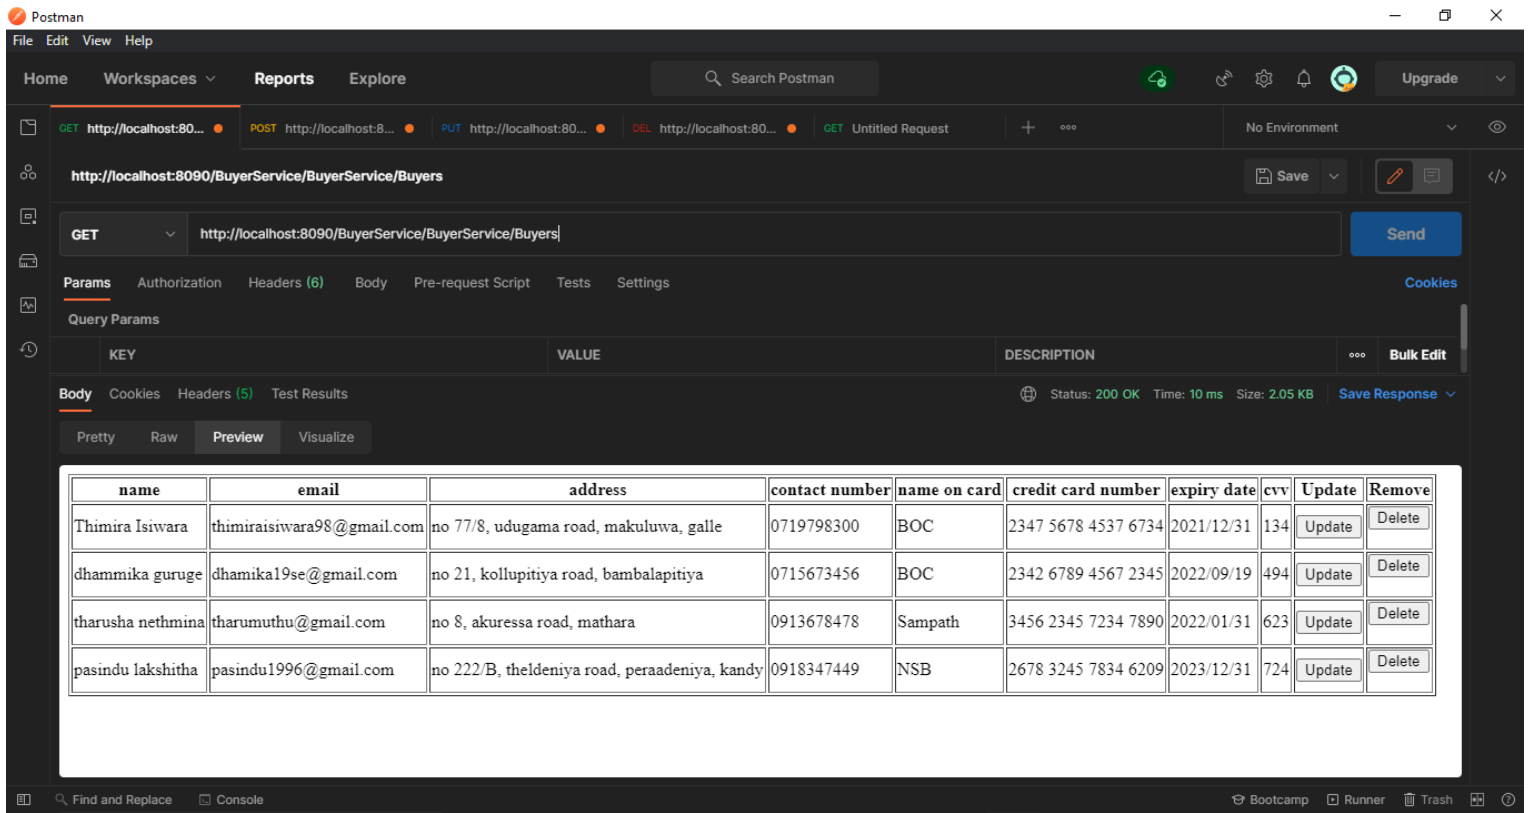 Postman
File Edit View Help
Home Workspaces Reports Explore Search Postman Upgrade
GET http://localhost:80... POST http://localhost:8... PUT http://localhost:80... DEL http://localhost:80... GET Untitled Request No Environment
http://localhost:8090/BuyerService/BuyerService/Buyers Save
GET http://localhost:8090/BuyerService/BuyerService/Buyers Send
Params Authorization Headers (6) Body Pre-request Script Tests Settings Cookies
Query Params
KEY VALUE DESCRIPTION Bulk Edit
Body Cookies Headers (5) Test Results Status: 200 OK Time: 10 ms Size: 2.05 KB Save Response
Pretty Raw Preview Visualize
name email address contact number name on card credit card number expiry date cvv Update Remove
Thimira Isiwara thimiraisiwara98@gmail.com no 77/8, udugama road, makuluwa, galle 0719798300 BOC 2347 5678 4537 6734 2021/12/31 134 Update Delete
dhammika guruge dhamika19se@gmail.com no 21, kollupitiya road, bambalapitiya 0715673456 BOC 2342 6789 4567 2345 2022/09/19 494 Update Delete
tharusha nethmina tharumuthu@gmail.com no 8, akuressa road, mathara 0913678478 Sampath 3456 2345 7234 7890 2022/01/31 623 Update Delete
pasindu lakshitha pasindu1996@gmail.com no 222/B, theldeniya road, peraadeniya, kandy 0918347449 NSB 2678 3245 7834 6209 2023/12/31 724 Update Delete
Find and Replace Console Bootcamp Runner Trash